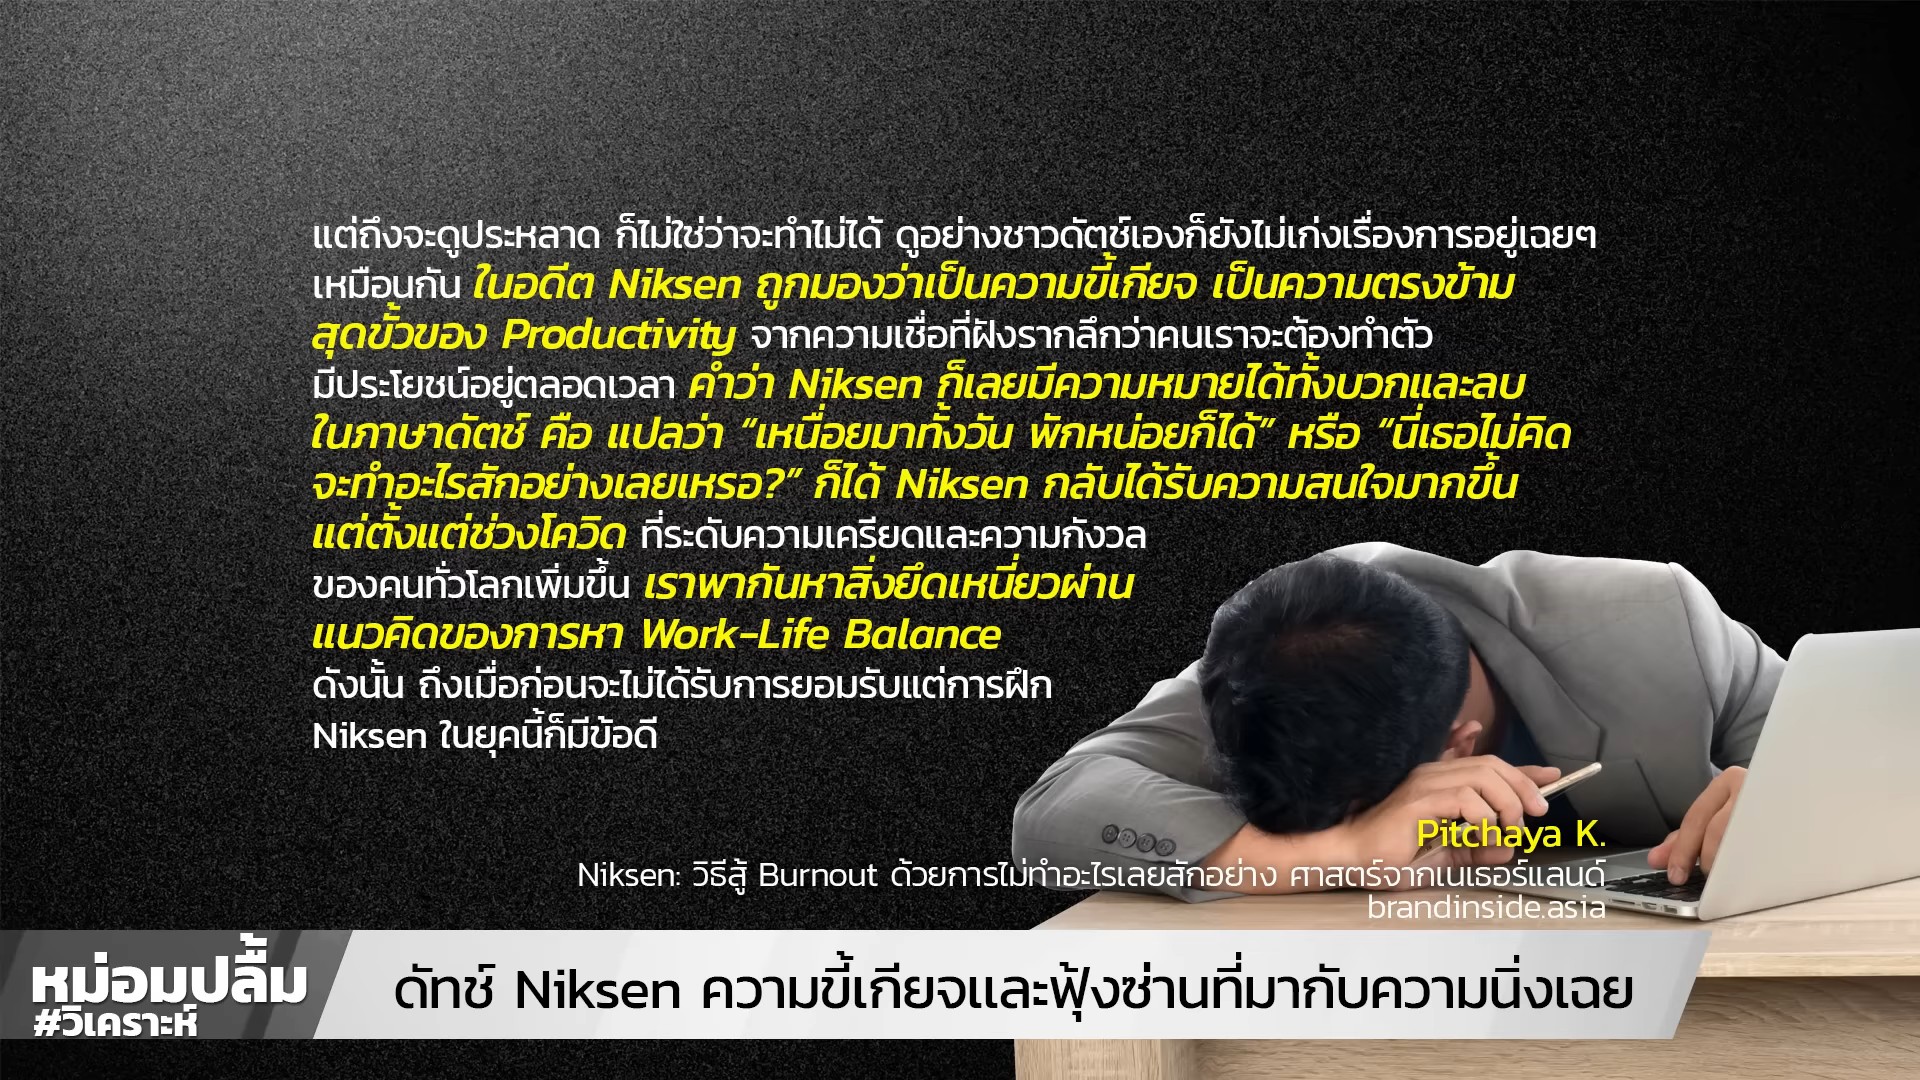 แต่ถึงจะดูประหลาด ก็ไม่ใช่ว่าจะทำไม่ได้ ดูอย่างชาวดัตช์เองก็ยังไม่เก่งเรื่องการอยู่เฉยๆ
เหมือนกัน ในอดีต Niksen ถูกมองว่าเป็นความขี้เกียจ เป็นความตรงข้าม
สุดขั้วของ Productivity จากความเชื่อที่ฝังรากลึกว่าคนเราจะต้องทำตัว
มีประโยชน์อยู่ตลอดเวลา คำว่า Niksen ก็เลยมีความหมายได้ทั้งบวกและลบ
ในภาษาดัตช์ คือ แปลว่า “เหนื่อยมาทั้งวัน พักหน่อยก็ได้” หรือ “นี่เธอไม่คิด
จะทำอะไรสักอย่างเลยเหรอ?” ก็ได้ Niksen กลับได้รับความสนใจมากขึ้น
แต่ตั้งแต่ช่วงโควิด ที่ระดับความเครียดและความกังวล
ของคนทั่วโลกเพิ่มขึ้น เราพากันหาสิ่งยึดเหนี่ยวผ่าน
แนวคิดของการหา Work-Life Balance
ดังนั้น ถึงเมื่อก่อนจะไม่ได้รับการยอมรับแต่การฝึก
Niksen ในยุคนี้ก็มีข้อดี
Pitchaya K.
Niksen: วิธีสู้ Burnout ด้วยการไม่ทำอะไรเลยสักอย่าง ศาสตร์จากเนเธอร์แลนด์
brandinside.asia
หม่อมปลื้ม
#วิเคราะห์
ดัทช์ Niksen ความขี้เกียจและฟุ้งซ่านที่มากับความนิ่งเฉย